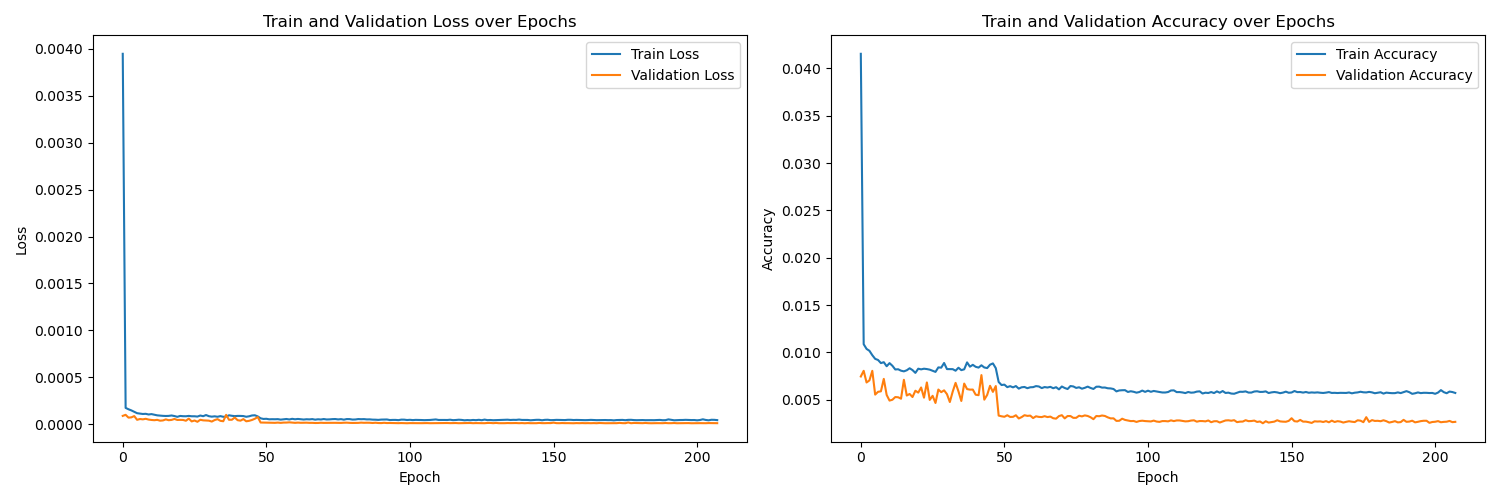 Train and Validation Loss over Epochs
0.0040
0.0035
0.0030
0.0025
0.0020
0.0015
0.0010
0.0005
0.0000
Loss
Train Loss
Validation Loss
0
50
100
150
200
Epoch
Train and Validation Accuracy over Epochs
0.040
0.035
0.030
0.025
0.020
0.015
0.010
0.005
Accuracy
Train Accuracy
Validation Accuracy
0
50
100
150
200
Epoch